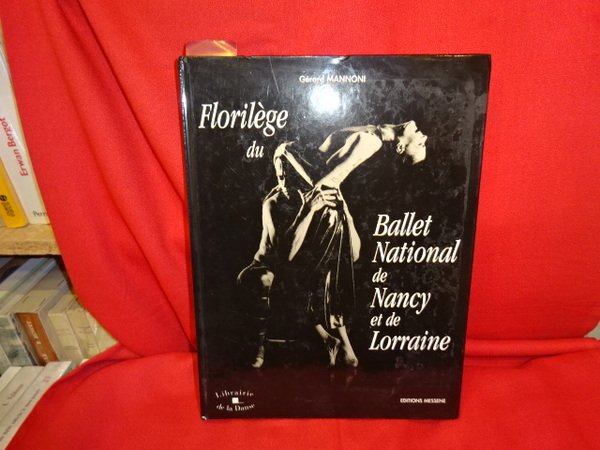 Gérard MANNONI
Florilège
du
Ballet
National
de
Nancy
et de
Lorraine
Librairie
de la Danse
EDITIONS MESSENE
Erwan Bergot
Perrin